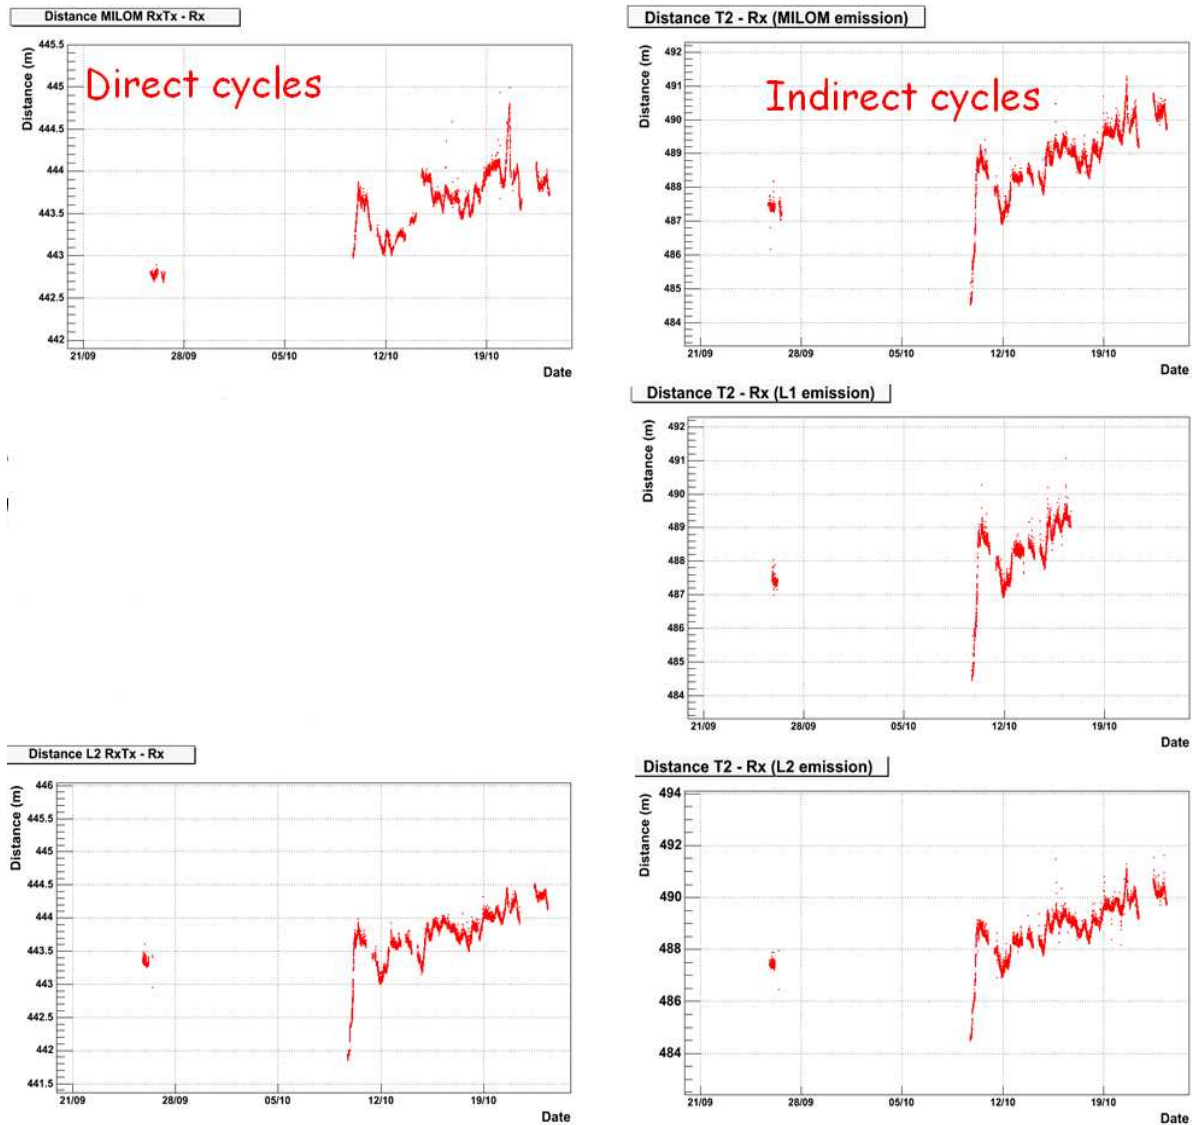 Distance MILOM RxTx - Rx
Distance (m)
Direct cycles
445.5
445
444.5
444
443.5
443
442.5
442
21/09 28/09 05/10 12/10 19/10
Date
Distance T2 - Rx (MILOM emission)
Distance (m)
Indirect cycles
492
491
490
489
488
487
486
485
484
21/09 28/09 05/10 12/10 19/10
Date
Distance T2 - Rx (L1 emission)
Distance (m)
492
491
490
489
488
487
486
485
484
21/09 28/09 05/10 12/10 19/10
Date
Distance L2 RxTx - Rx
Distance (m)
446
445.5
445
444.5
444
443.5
443
442.5
442
441.5
21/09 28/09 05/10 12/10 19/10
Date
Distance T2 - Rx (L2 emission)
Distance (m)
494
492
490
488
486
484
21/09 28/09 05/10 12/10 19/10
Date